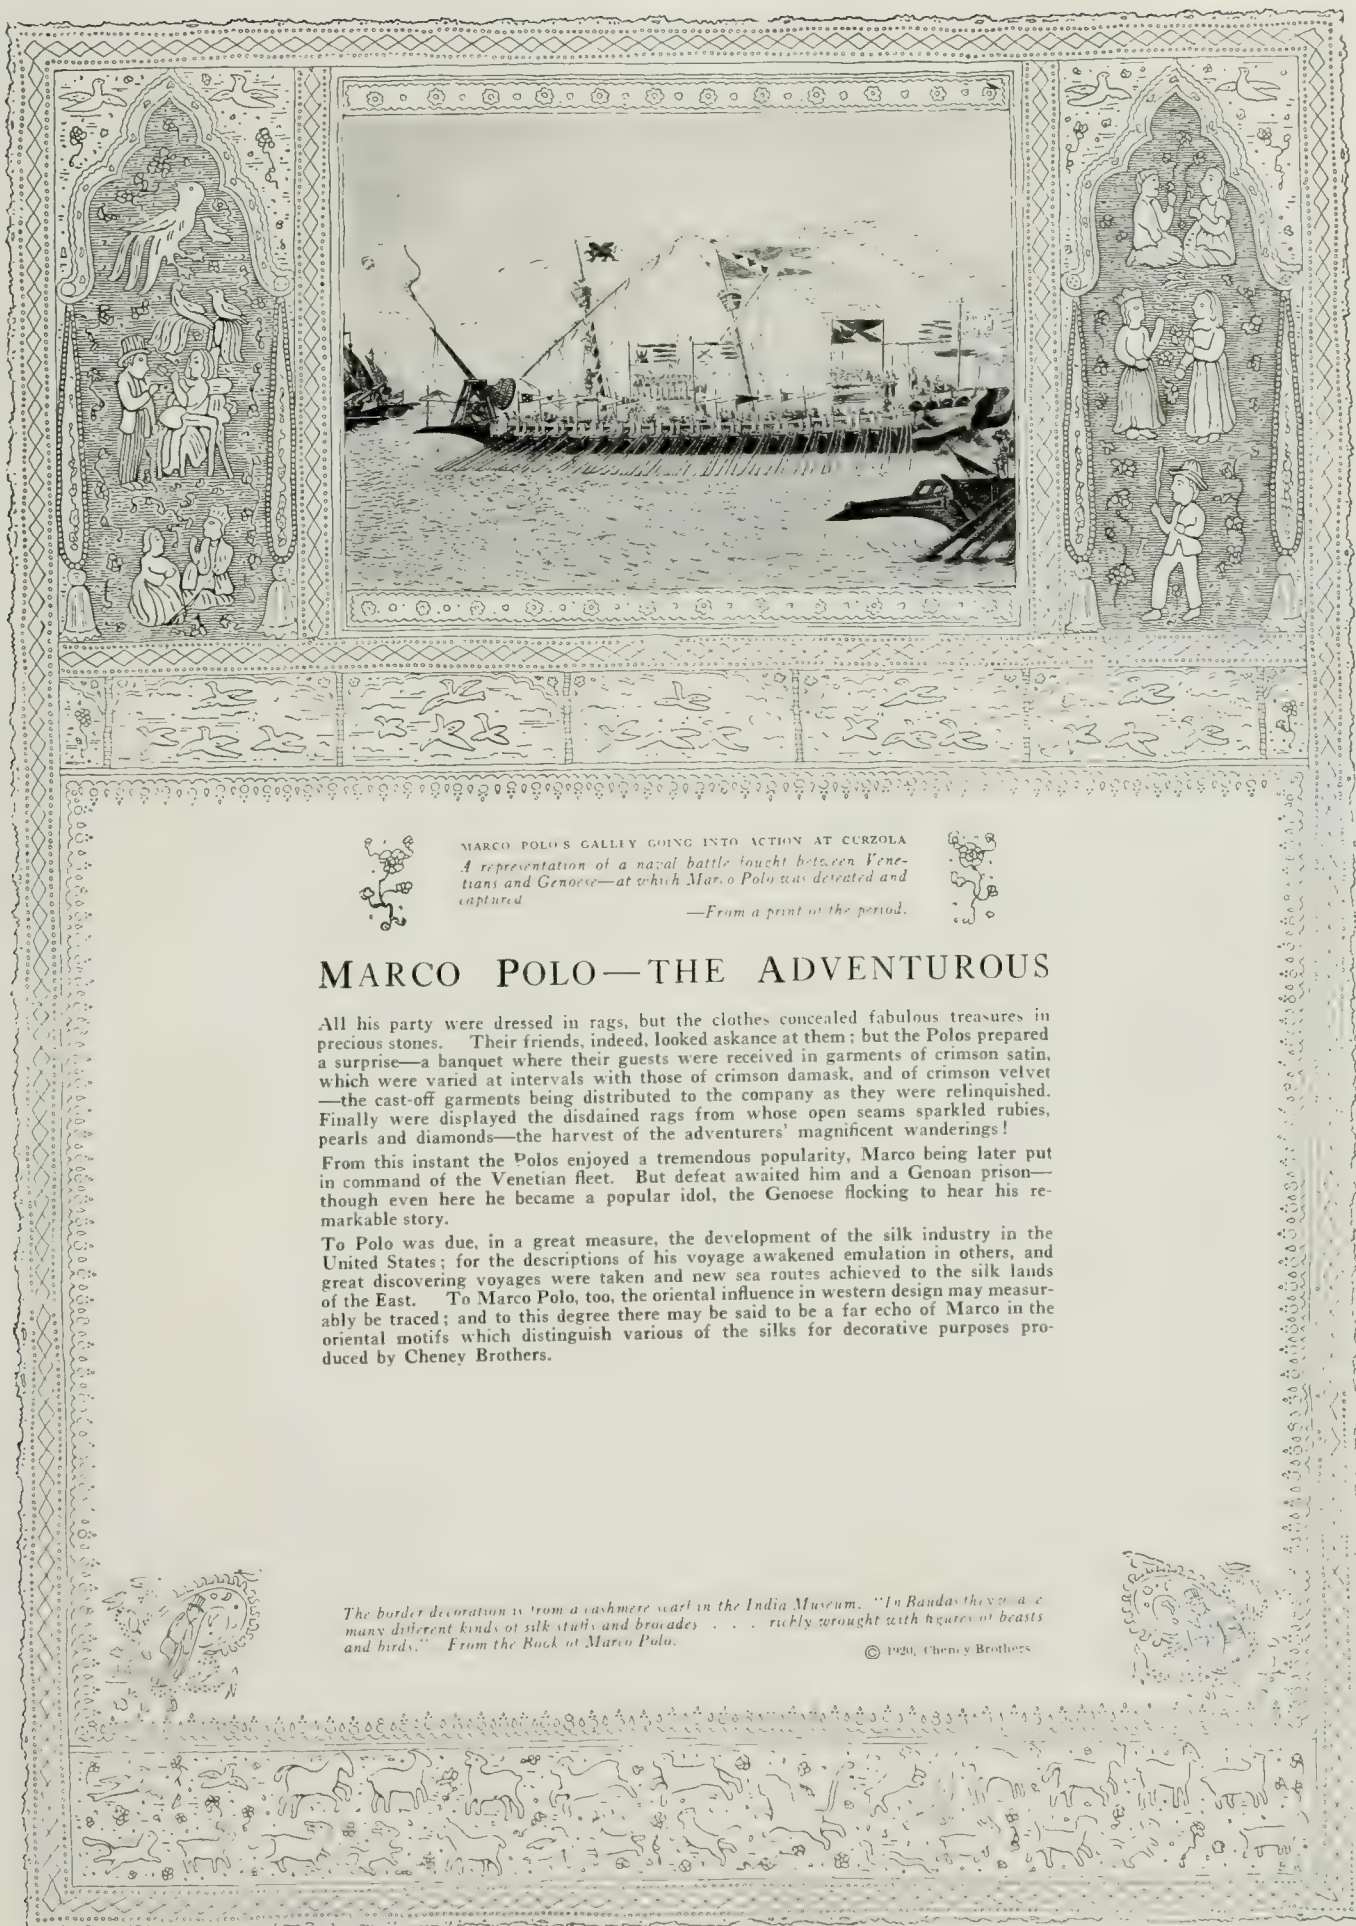 MARCO POLO'S GALLEY GOING INTO ACTION AT CURZOLA
A representation of a naval battle fought between Vene-
tians and Genoese—at which Marco Polo was defeated and
captured
—From a print of the period.
MARCO POLO—THE ADVENTUROUS
All his party were dressed in rags, but the clothes concealed fabulous treasures in
precious stones. Their friends, indeed, looked askance at them; but the Polos prepared
a surprise—a banquet where their guests were received in garments of crimson satin,
which were varied at intervals with those of crimson damask, and of crimson velvet
—the cast-off garments being distributed to the company as they were relinquished.
Finally were displayed the disdained rags from whose open seams sparkled rubies,
pearls and diamonds—the harvest of the adventurers' magnificent wanderings!
From this instant the Polos enjoyed a tremendous popularity, Marco being later put
in command of the Venetian fleet. But defeat awaited him and a Genoan prison—
though even here he became a popular idol, the Genoese flocking to hear his re-
markable story.
To Polo was due, in a great measure, the development of the silk industry in the
United States; for the descriptions of his voyage awakened emulation in others, and
great discovering voyages were taken and new sea routes achieved to the silk lands
of the East. To Marco Polo, too, the oriental influence in western design may measur-
ably be traced; and to this degree there may be said to be a far echo of Marco in the
oriental motifs which distinguish various of the silks for decorative purposes pro-
duced by Cheney Brothers.
The border decoration is from a cashmere scarf in the India Museum. "In Baudas they
many different kinds of silk stuffs and brocades . . . richly wrought with figures of beasts
and birds." From the Book of Marco Polo.
© 1920, Cheney Brothers